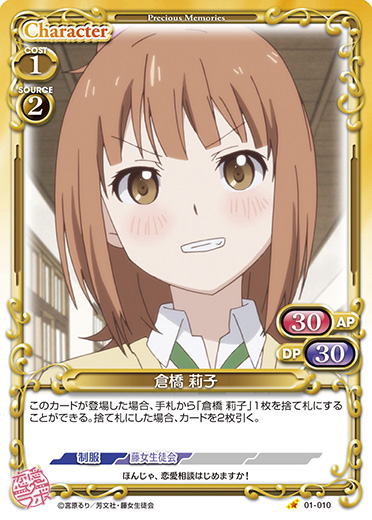 Precious Memories
Character
COST
1
SOURCE
2
30 AP
DP 30
倉橋 莉子
このカードが登場した場合、手札から「倉橋 莉子」1枚を捨て札にする
ことができる。捨て札にした場合、カードを2枚引く。
制服 藤女生徒会
ほんじゃ、恋愛相談はじめますか!
恋愛
ラボ
©宮原るり/芳文社・藤女生徒会
01-010